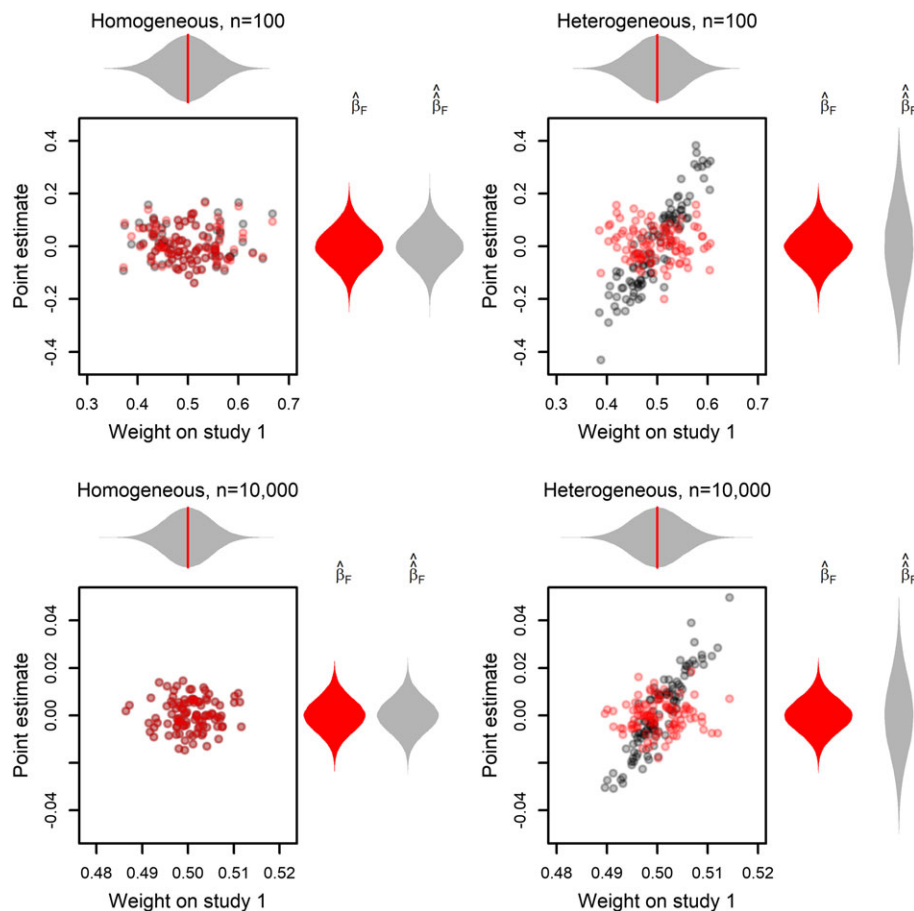 Homogeneous, n=100
β̂F
β̂̂F
Point estimate
0.4
0.2
0.0
-0.2
-0.4
0.3 0.4 0.5 0.6 0.7
Weight on study 1
Heterogeneous, n=100
β̂F
β̂̂F
Point estimate
0.4
0.2
0.0
-0.2
-0.4
0.3 0.4 0.5 0.6 0.7
Weight on study 1
Homogeneous, n=10,000
β̂F
β̂̂F
Point estimate
0.04
0.02
0.00
-0.04
0.48 0.49 0.50 0.51 0.52
Weight on study 1
Heterogeneous, n=10,000
β̂F
β̂̂F
Point estimate
0.04
0.02
0.00
-0.04
0.48 0.49 0.50 0.51 0.52
Weight on study 1